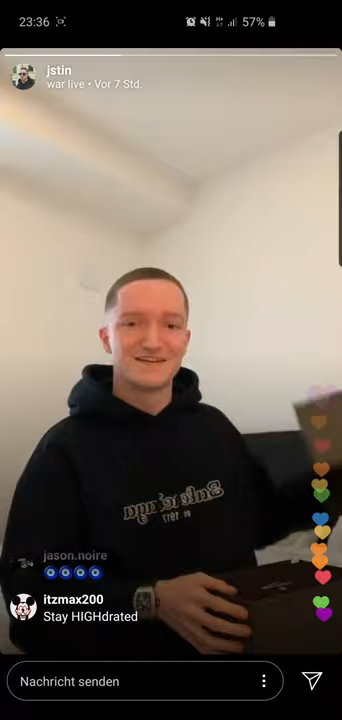 23:36
57%
jstin
war live • Vor 7 Std.
jason.noire
🧿🧿🧿🧿
itzmax200
Stay HIGHdrated
Nachricht senden